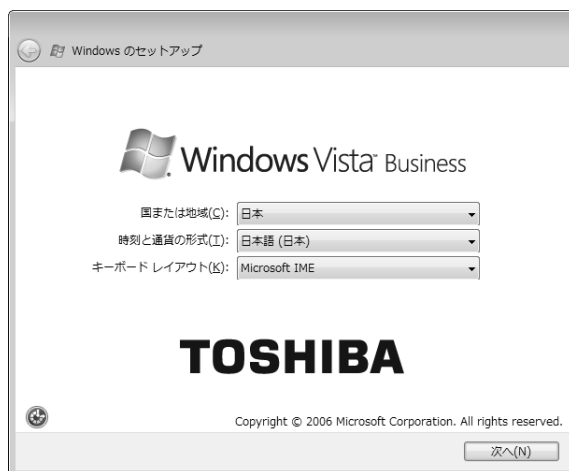 Windows のセットアップ
Windows Vista™ Business
国または地域(C): 日本
時刻と通貨の形式(T): 日本語 (日本)
キーボード レイアウト(K): Microsoft IME
TOSHIBA
Copyright © 2006 Microsoft Corporation. All rights reserved.
次へ(N)